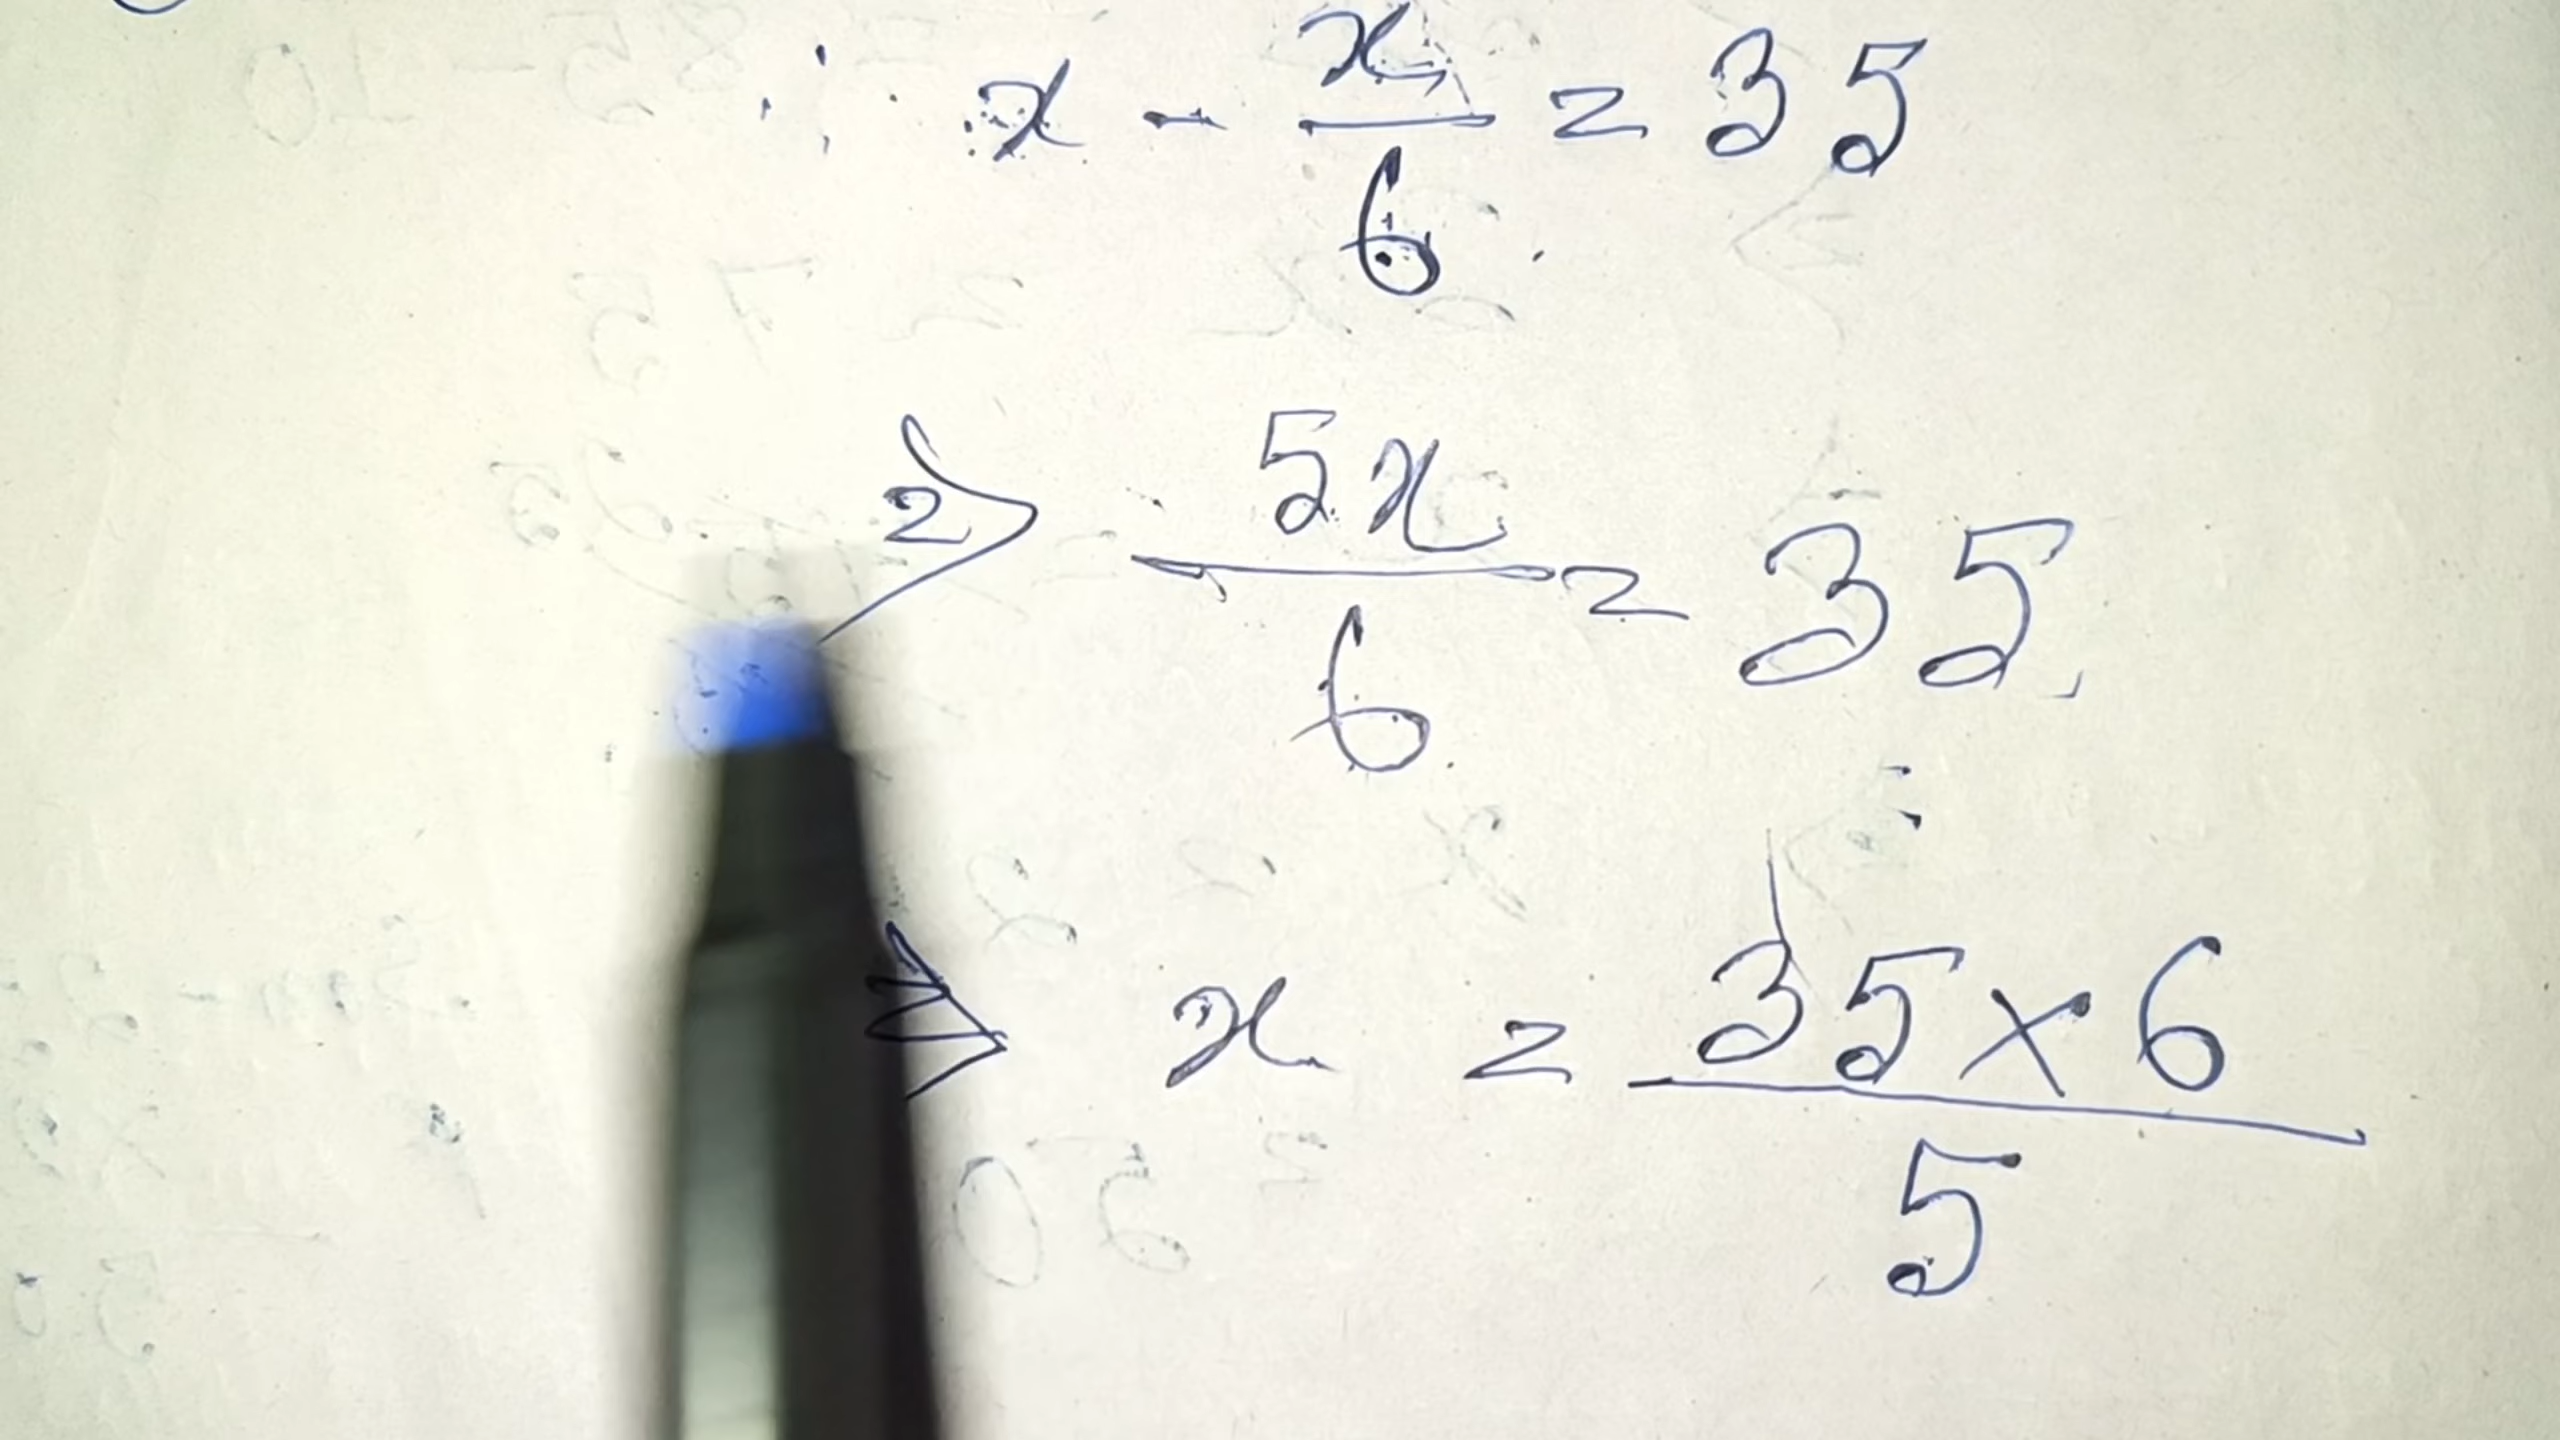 ∴ x - x/6 = 35
=> 5x/6 = 35
=> x = 35×6/5